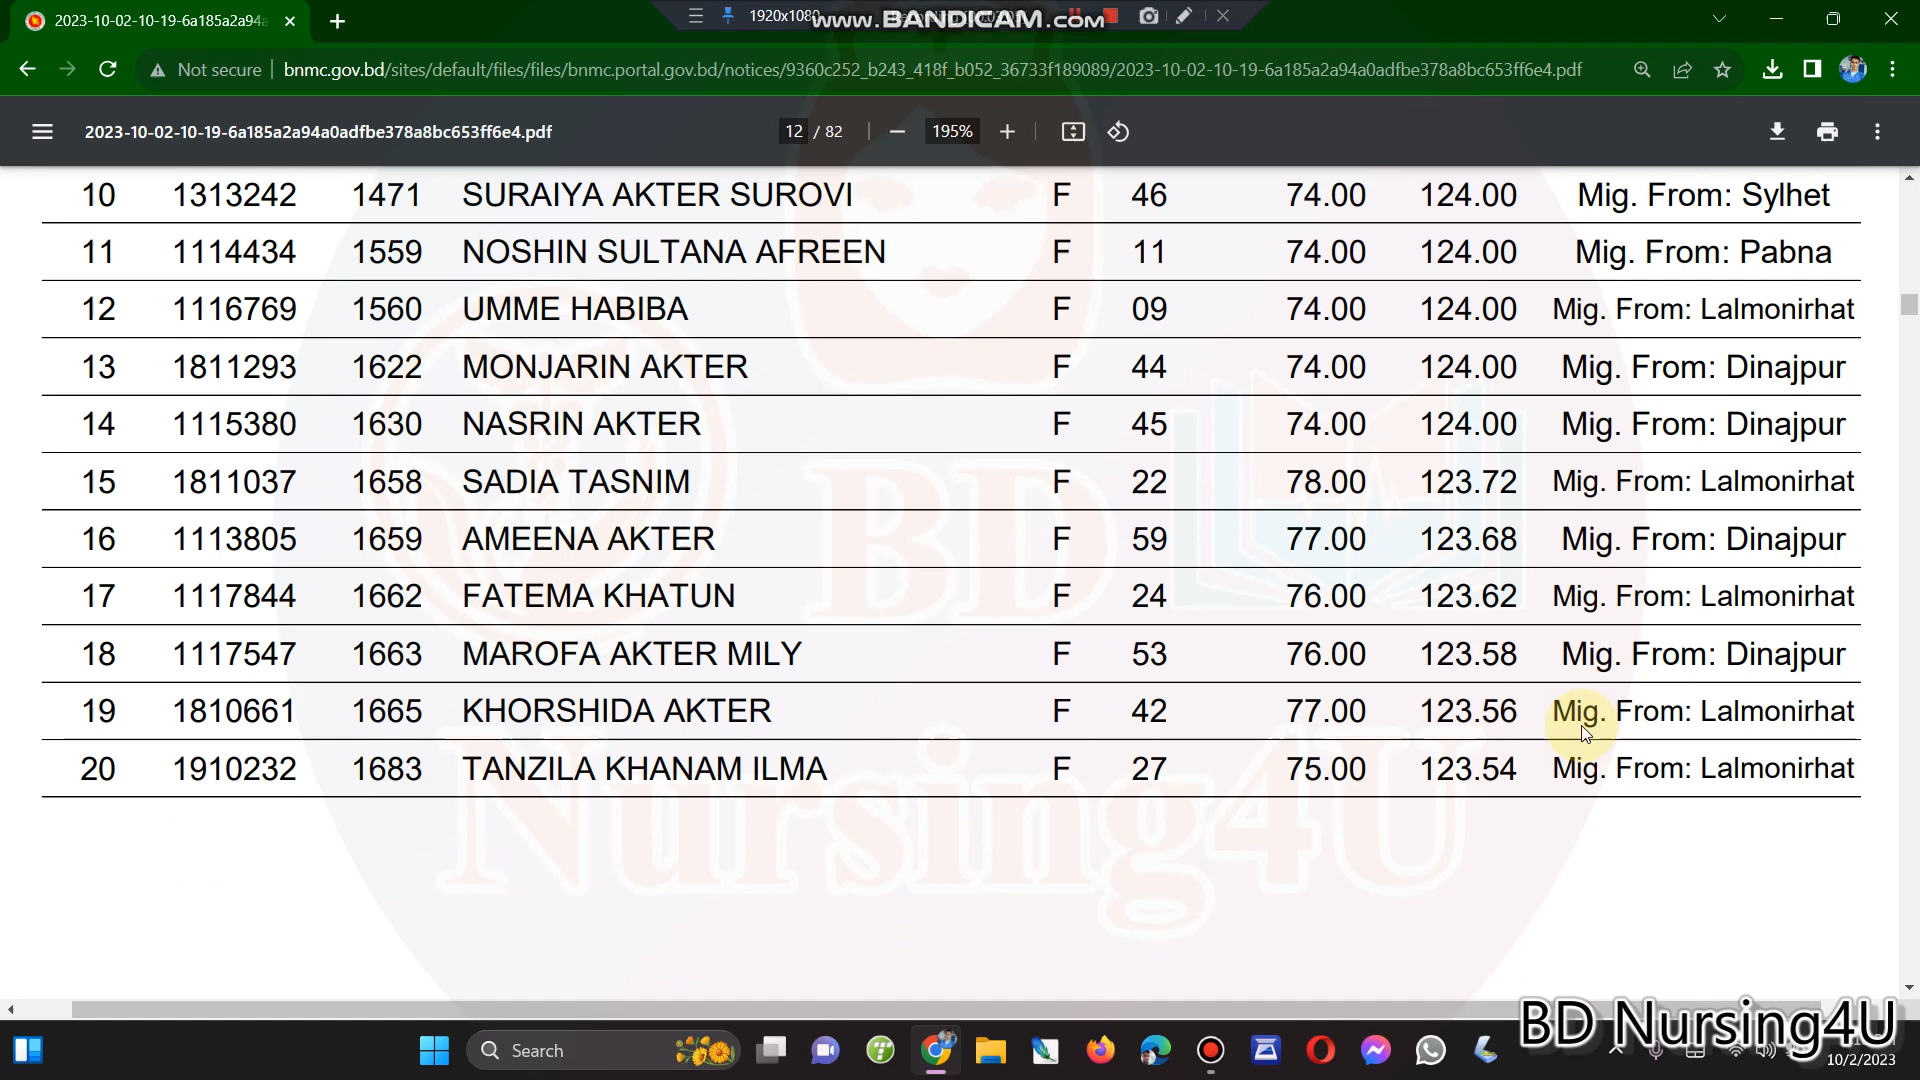 2023-10-02-10-19-6a185a2a94a
1920x1080
www.BANDICAM.com
Not secure
bnmc.gov.bd/sites/default/files/files/bnmc.portal.gov.bd/notices/9360c252_b243_418f_b052_36733f189089/2023-10-02-10-19-6a185a2a94a0adfbe378a8bc653ff6e4.pdf
2023-10-02-10-19-6a185a2a94a0adfbe378a8bc653ff6e4.pdf 12 / 82 195%
10 1313242 1471 SURAIYA AKTER SUROVI F 46 74.00 124.00 Mig. From: Sylhet
11 1114434 1559 NOSHIN SULTANA AFREEN F 11 74.00 124.00 Mig. From: Pabna
12 1116769 1560 UMME HABIBA F 09 74.00 124.00 Mig. From: Lalmonirhat
13 1811293 1622 MONJARIN AKTER F 44 74.00 124.00 Mig. From: Dinajpur
14 1115380 1630 NASRIN AKTER F 45 74.00 124.00 Mig. From: Dinajpur
15 1811037 1658 SADIA TASNIM F 22 78.00 123.72 Mig. From: Lalmonirhat
16 1113805 1659 AMEENA AKTER F 59 77.00 123.68 Mig. From: Dinajpur
17 1117844 1662 FATEMA KHATUN F 24 76.00 123.62 Mig. From: Lalmonirhat
18 1117547 1663 MAROFA AKTER MILY F 53 76.00 123.58 Mig. From: Dinajpur
19 1810661 1665 KHORSHIDA AKTER F 42 77.00 123.56 Mig. From: Lalmonirhat
20 1910232 1683 TANZILA KHANAM ILMA F 27 75.00 123.54 Mig. From: Lalmonirhat
BD
Nursing4U
BD Nursing4U
Search
10/2/2023